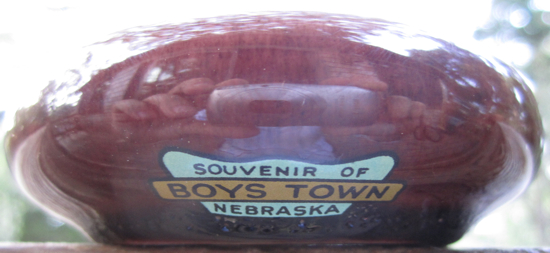 SOUVENIR OF
BOYS TOWN
NEBRASKA